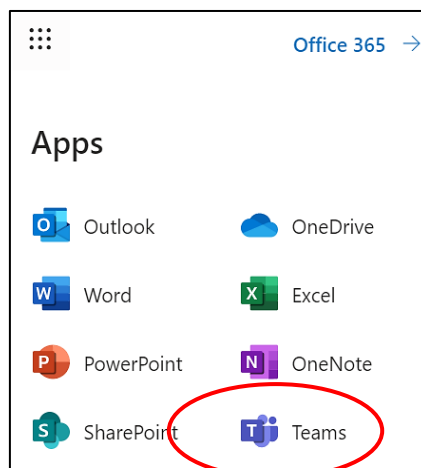 Office 365 →
Apps
Outlook OneDrive
Word Excel
PowerPoint OneNote
SharePoint Teams